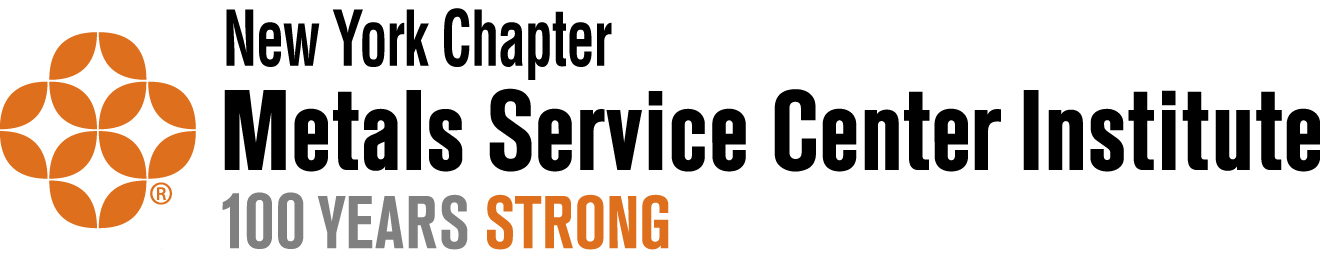 New York Chapter
Metals Service Center Institute
®
100 YEARS STRONG